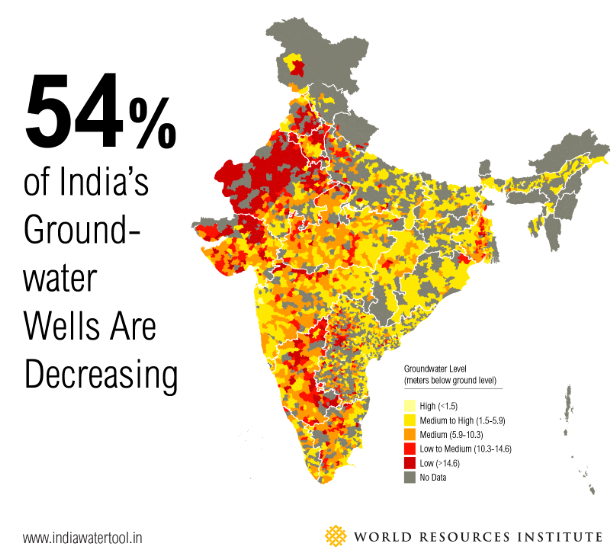 54%
of India's
Ground-
water
Wells Are
Decreasing
Groundwater Level
(meters below ground level)
High (<1.5)
Medium to High (1.5-5.9)
Medium (5.9-10.3)
Low to Medium (10.3-14.6)
Low (>14.6)
No Data
www.indiawatertool.in
WORLD RESOURCES INSTITUTE